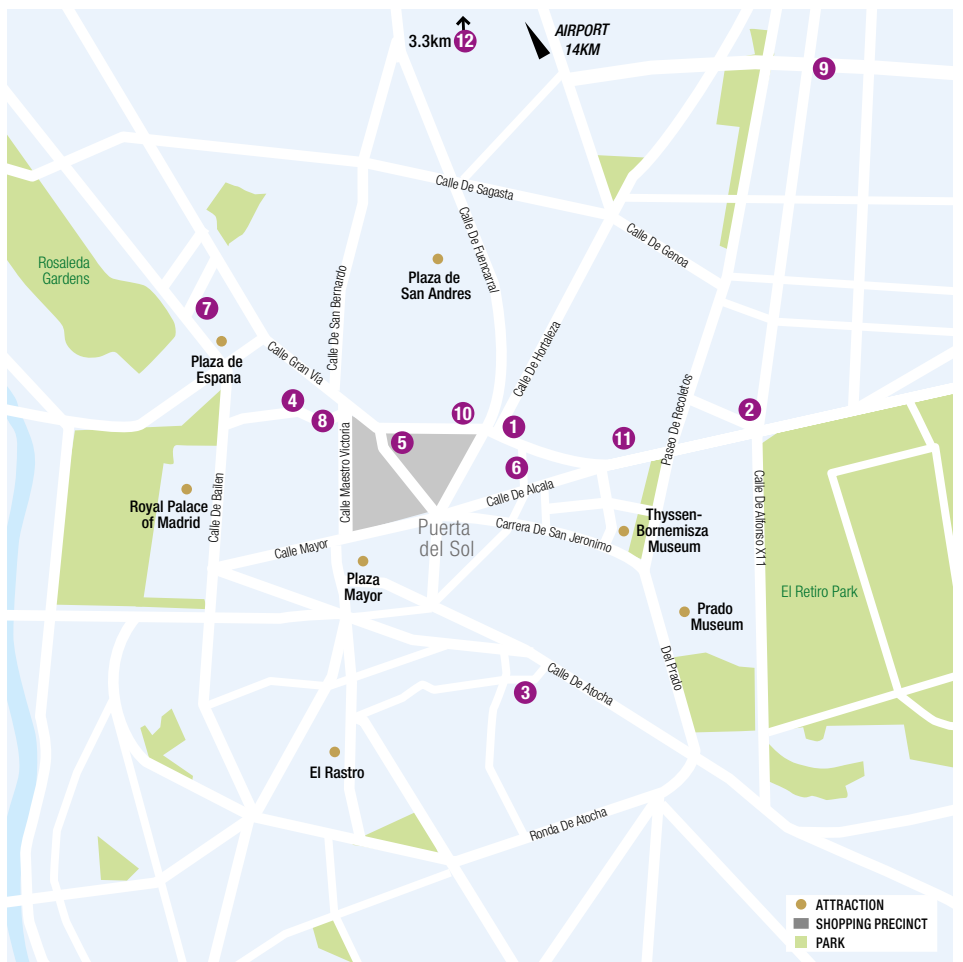 3.3km 12
AIRPORT
14KM
9
Calle De Sagasta
Calle De Fuencarral
Calle De Genoa
Rosaleda
Gardens
Plaza de
San Andres
Calle De San Bernardo
7
Calle De Hortaleza
Plaza de
Espana
Calle Gran Via
Paseo De Recoletos
4
8
10
1
2
5
11
6
Calle Maestro Victoria
Calle De Alcala
Royal Palace
of Madrid
Calle De Bailen
Puerta
del Sol
Carrera De San Jeronimo
Thyssen-
Bornemisza
Museum
Calle De Alfonso X11
Calle Mayor
Plaza
Mayor
El Retiro Park
Prado
Museum
Del Prado
3
Calle De Atocha
El Rastro
Ronda De Atocha
ATTRACTION
SHOPPING PRECINCT
PARK